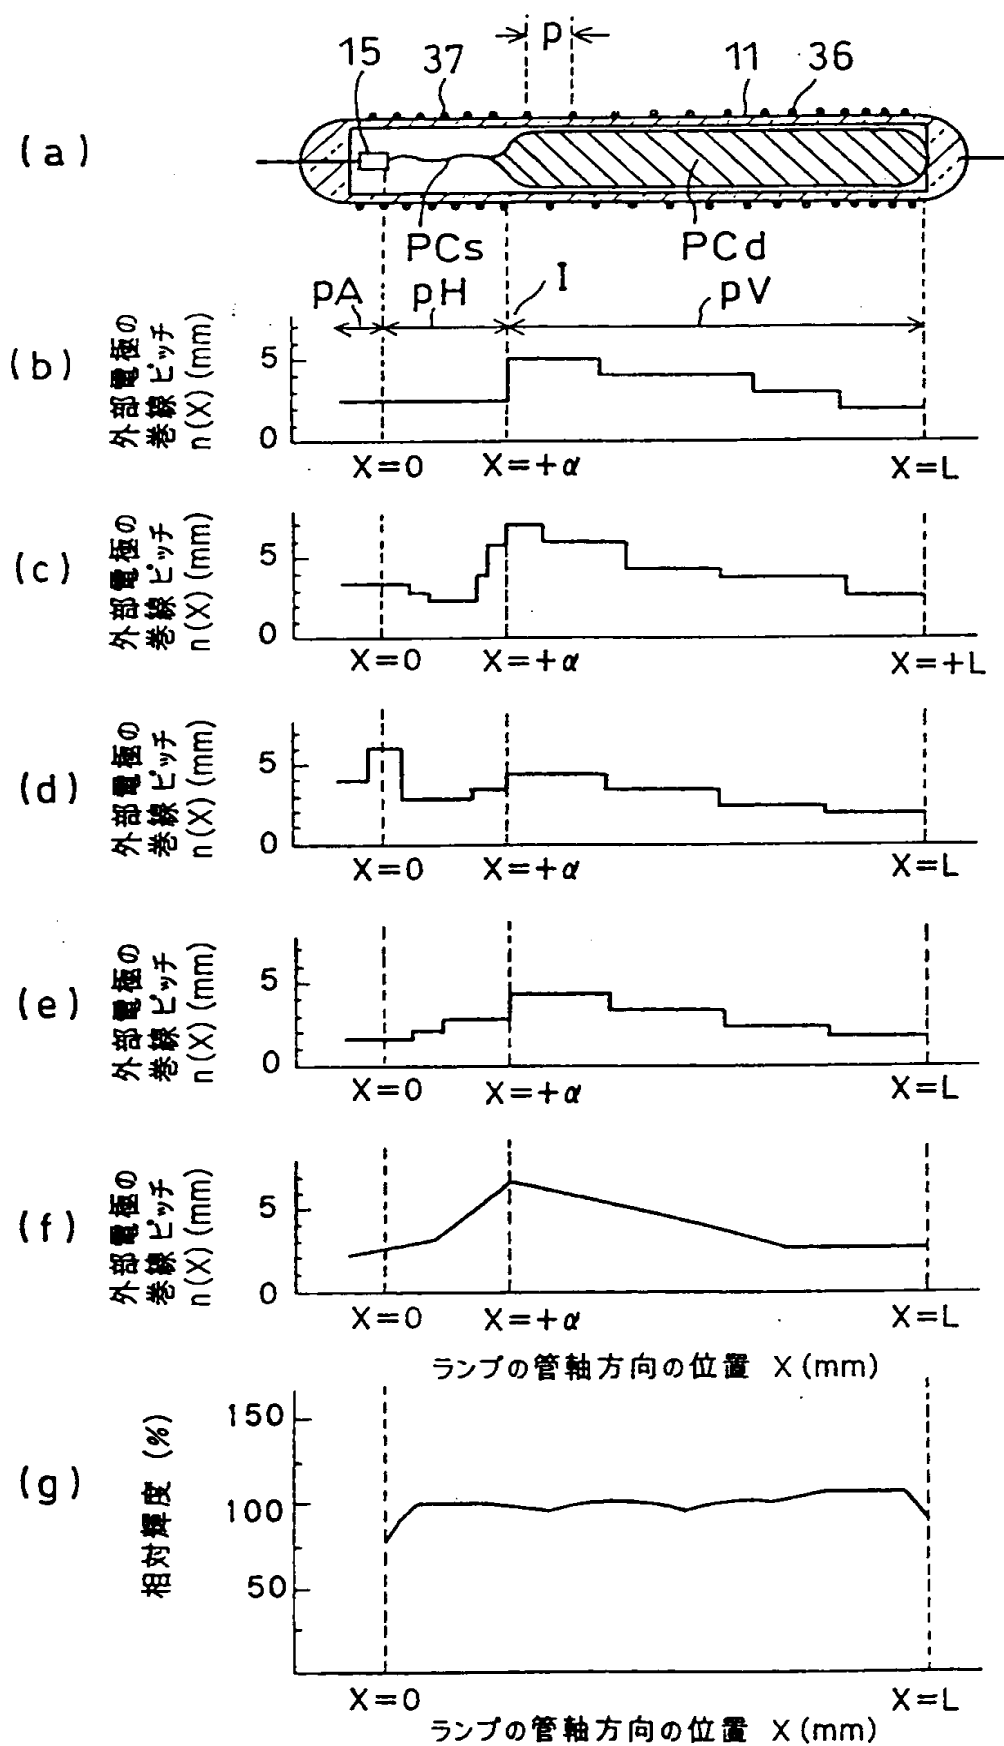 p
15
37
11
36
(a)
PCs
PCd
I
pA
pH
pV
(b)
外部電極の
巻線ピッチ
n(X)(mm)
5
0
X=0
X=+α
X=L
(c)
外部電極の
巻線ピッチ
n(X)(mm)
5
0
X=0
X=+α
X=+L
(d)
外部電極の
巻線ピッチ
n(X)(mm)
5
0
X=0
X=+α
X=L
(e)
外部電極の
巻線ピッチ
n(X)(mm)
5
0
X=0
X=+α
X=L
(f)
外部電極の
巻線ピッチ
n(X)(mm)
5
0
X=0
X=+α
X=L
ランプの管軸方向の位置 X(mm)
(g)
相対輝度 (%)
150
100
50
X=0
X=L
ランプの管軸方向の位置 X(mm)